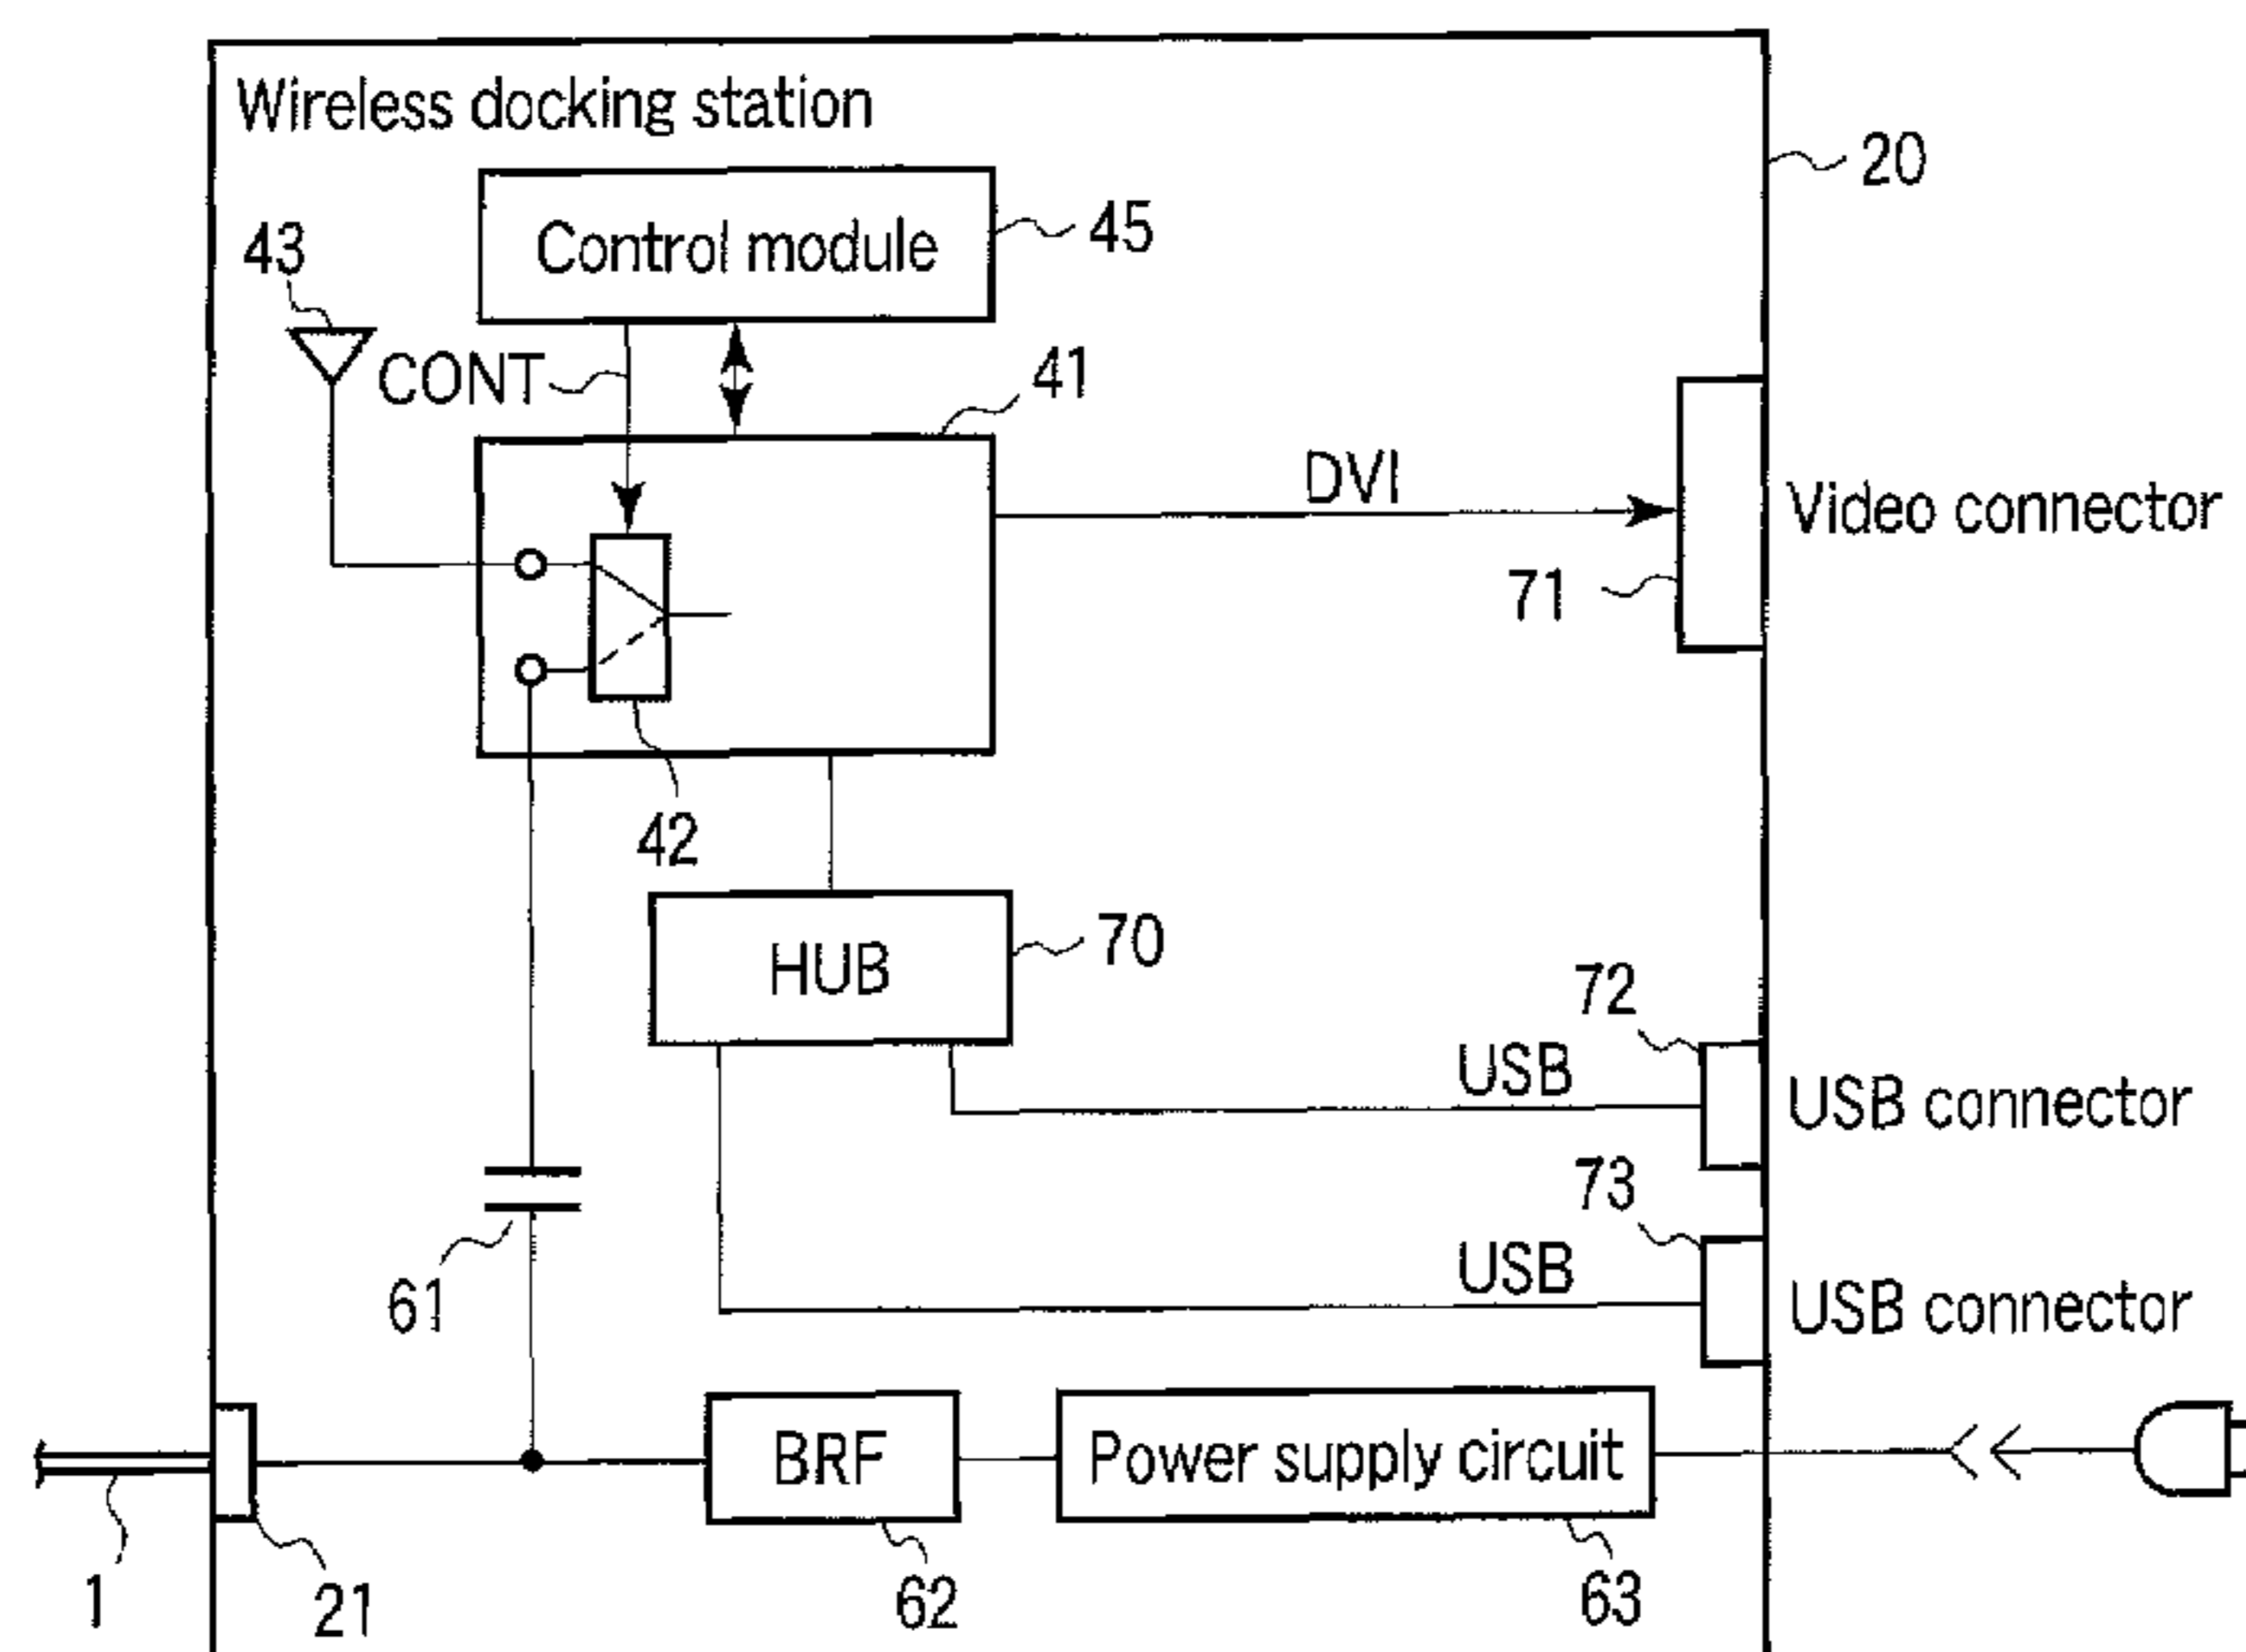 Wireless docking station
20
Control module
45
43
CONT
41
DVI
Video connector
71
42
HUB
70
72
USB
USB connector
73
61
USB
USB connector
BRF
Power supply circuit
1
21
62
63